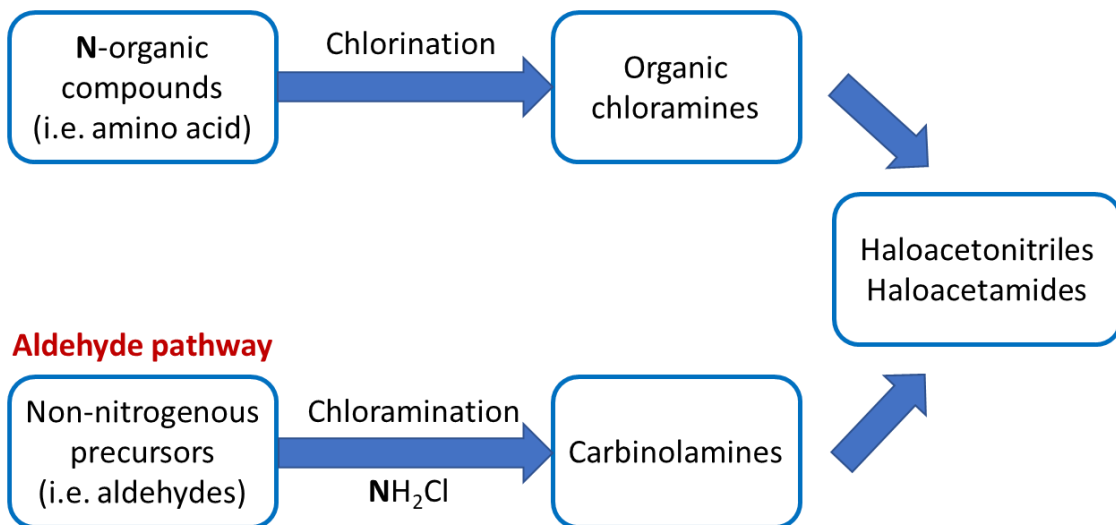 N-organic
compounds
(i.e. amino acid)
Chlorination
Organic
chloramines
Haloacetonitriles
Haloacetamides
Aldehyde pathway
Non-nitrogenous
precursors
(i.e. aldehydes)
Chloramination
NH₂Cl
Carbinolamines